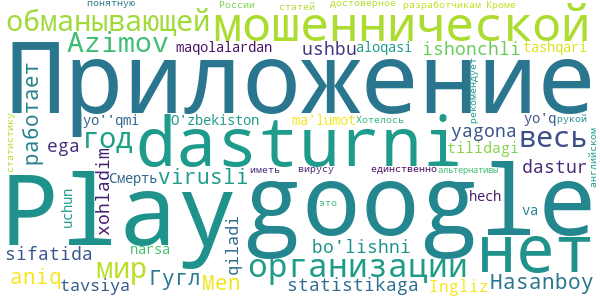 понятную России статей достоверное разработчикам Кроме
обманывающей мошеннической
Azimov maqolalardan ushbu aloqasi ishonchli tashqari
Приложение
работает рекомендует
статистику yo''qmi O'zbekiston ma'lumot Хотелось yo'q рукой
ega год dasturni yagona весь
tilidagi английском
xohladim Смерть virusli иметь вирусу единственно альтернативы dastur
Play google
uchun это hech va
sifatida narsa qiladi bo'lishni нет
aniq мир Гугл Men организации
tavsiya statistikaga Ingliz Hasanboy